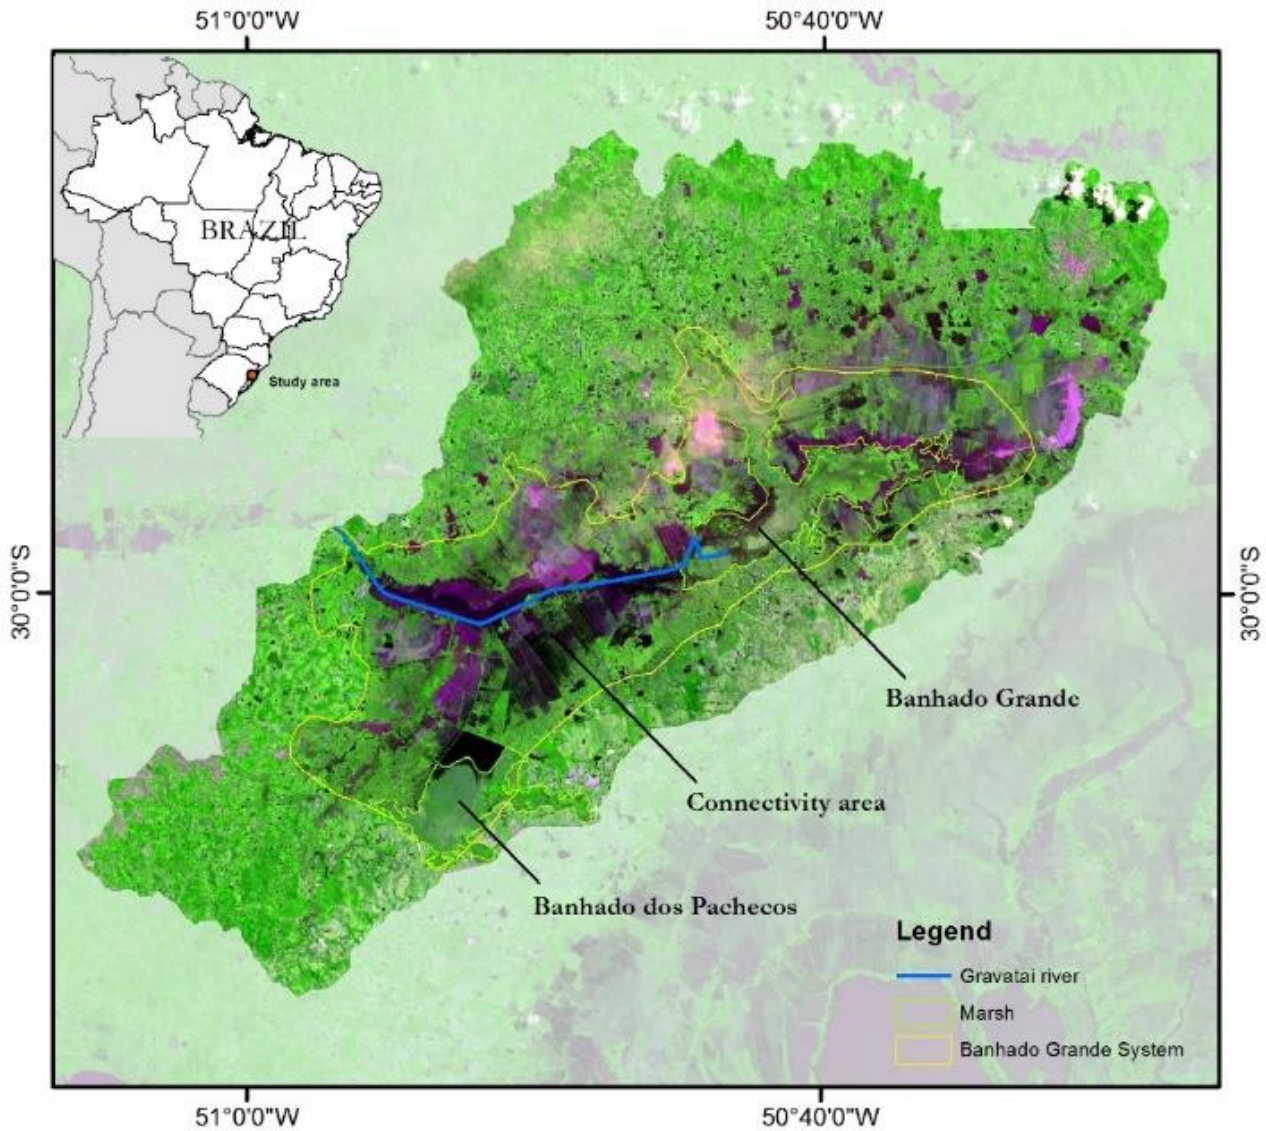 51°0'0"W
50°40'0"W
BRAZIL
Study area
30°0'0"S
30°0'0"S
Banhado Grande
Connectivity area
Banhado dos Pachecos
Legend
Gravatai river
Marsh
Banhado Grande System
51°0'0"W
50°40'0"W